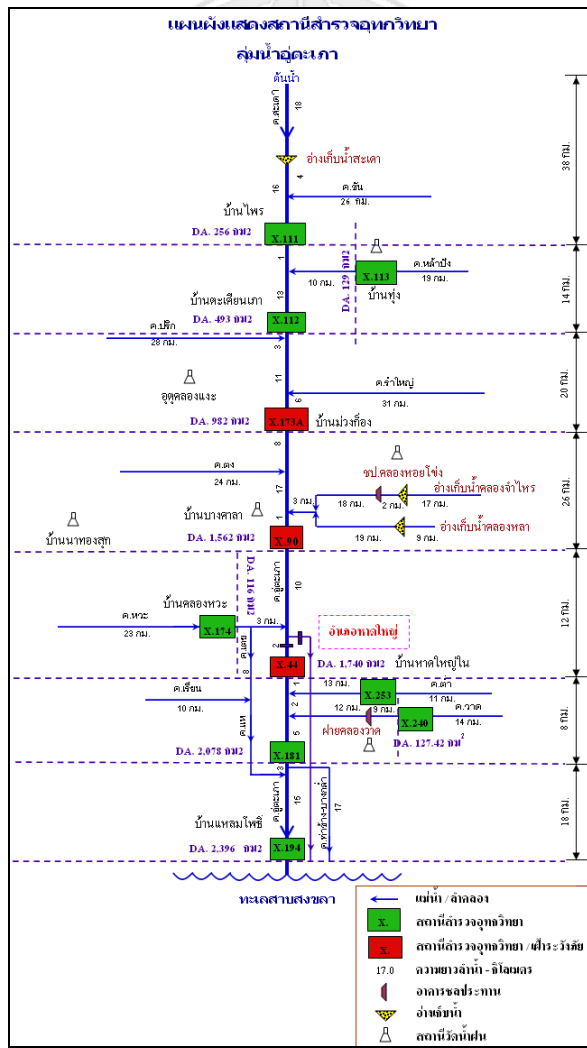 แผนผังแสดงสถานีสำรวจอุทกวิทยา
ลุ่มน้ำอู่ตะเภา
ต้นน้ำ
ค.สะเดา
18
38 กม.
อ่างเก็บน้ำสะเดา
4
16
ค.ขัน
26 กม.
บ้านไพร
DA. 256 กม2
X.111
1
DA. 129 กม2
ค.หล้าปัง
X.113
10 กม.
19 กม.
บ้านทุ่ง
14 กม.
13
บ้านตะเคียนเภา
DA. 493 กม2
X.112
ค.ปริก
28 กม.
3
20 กม.
11
อุตุคลองแงะ
ค.รำใหญ่
31 กม.
6
DA. 982 กม2
X.173A
บ้านม่วงก็อง
8
ค.ตง
24 กม.
17
ชป.คลองหอยโข่ง
อ่างเก็บน้ำคลองจำไหร
3 กม.
18 กม.
2 กม.
17 กม.
26 กม.
บ้านบางศาลา
1
อ่างเก็บน้ำคลองหลา
19 กม.
9 กม.
บ้านนาทองสุก
DA. 1,562 กม2
X.90
DA. 116 กม2
ค.อู่ตะเภา
10
12 กม.
บ้านคลองหวะ
ค.หวะ
23 กม.
X.174
3 กม.
อำเภอหาดใหญ่
ค.เตย
8
2
X.44
DA. 1,740 กม2
บ้านหาดใหญ่ใน
1
13 กม.
X.253
ค.ต่ำ
11 กม.
ค.เรียน
10 กม.
2
12 กม.
9 กม.
X.240
ค.วาด
14 กม.
8 กม.
ค.แห
5
ฝายคลองวาด
DA. 127.42 กม2
DA. 2,078 กม2
X.181
3
ค.อู่ตะเภา
15
17
ค.ท่าช้าง-บางกล่ำ
18 กม.
บ้านแหลมโพธิ์
DA. 2,396 กม2
X.194
ทะเลสาบสงขลา
แม่น้ำ / ลำคลอง
X. สถานีสำรวจอุทกวิทยา
X. สถานีสำรวจอุทกวิทยา / เฝ้าระวังภัย
17.0 ความยาวลำน้ำ - กิโลเมตร
อาคารชลประทาน
อ่างเก็บน้ำ
สถานีวัดน้ำฝน